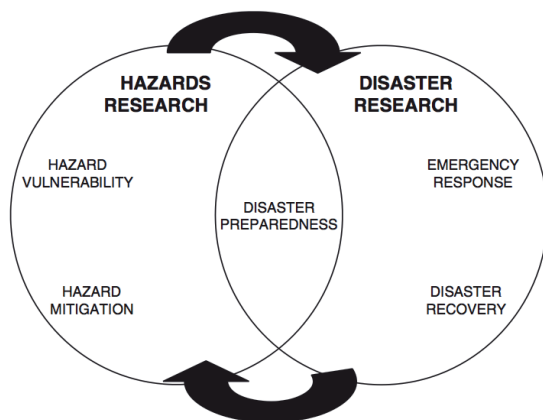 HAZARDS
RESEARCH
DISASTER
RESEARCH
HAZARD
VULNERABILITY
EMERGENCY
RESPONSE
DISASTER
PREPAREDNESS
HAZARD
MITIGATION
DISASTER
RECOVERY